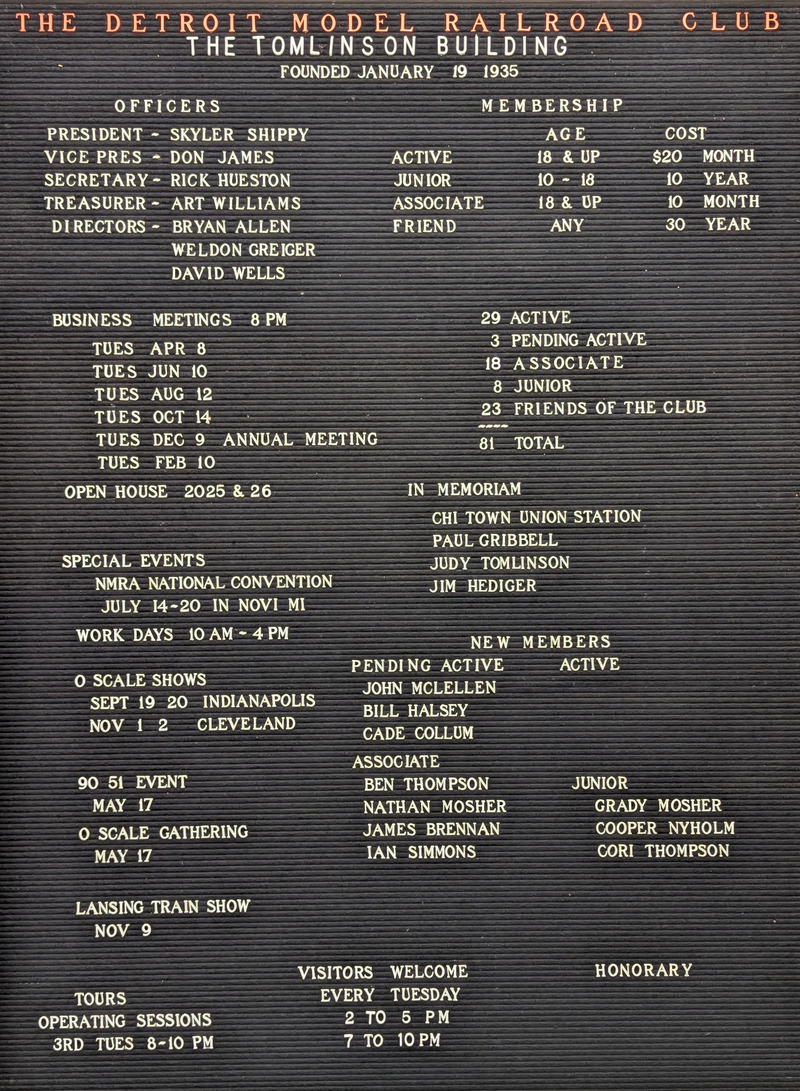 THE DETROIT MODEL RAILROAD CLUB
THE TOMLINSON BUILDING
FOUNDED JANUARY 19 1935
OFFICERS
PRESIDENT ~ SKYLER SHIPPY
VICE PRES ~ DON JAMES
SECRETARY ~ RICK HUESTON
TREASURER ~ ART WILLIAMS
DIRECTORS ~ BRYAN ALLEN
WELDON GREIGER
DAVID WELLS
MEMBERSHIP
AGE COST
ACTIVE 18 & UP $20 MONTH
JUNIOR 10 ~ 18 10 YEAR
ASSOCIATE 18 & UP 10 MONTH
FRIEND ANY 30 YEAR
BUSINESS MEETINGS 8 PM
TUES APR 8
TUES JUN 10
TUES AUG 12
TUES OCT 14
TUES DEC 9 ANNUAL MEETING
TUES FEB 10
OPEN HOUSE 2025 & 26
29 ACTIVE
3 PENDING ACTIVE
18 ASSOCIATE
8 JUNIOR
23 FRIENDS OF THE CLUB
~~~~
81 TOTAL
IN MEMORIAM
CHI TOWN UNION STATION
PAUL GRIBBELL
JUDY TOMLINSON
JIM HEDIGER
SPECIAL EVENTS
NMRA NATIONAL CONVENTION
JULY 14~20 IN NOVI MI
WORK DAYS 10 AM ~ 4 PM
O SCALE SHOWS
SEPT 19 20 INDIANAPOLIS
NOV 1 2 CLEVELAND
90 51 EVENT
MAY 17
O SCALE GATHERING
MAY 17
LANSING TRAIN SHOW
NOV 9
NEW MEMBERS
PENDING ACTIVE ACTIVE
JOHN MCLELLEN
BILL HALSEY
CADE COLLUM
ASSOCIATE
BEN THOMPSON
NATHAN MOSHER
JAMES BRENNAN
IAN SIMMONS
JUNIOR
GRADY MOSHER
COOPER NYHOLM
CORI THOMPSON
TOURS
OPERATING SESSIONS
3RD TUES 8~10 PM
VISITORS WELCOME
EVERY TUESDAY
2 TO 5 PM
7 TO 10 PM
HONORARY